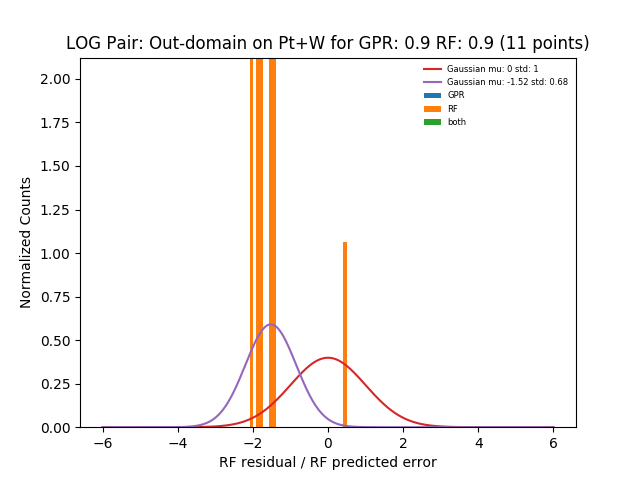 LOG Pair: Out-domain on Pt+W for GPR: 0.9 RF: 0.9 (11 points)
Gaussian mu: 0 std: 1
Gaussian mu: -1.52 std: 0.68
GPR
RF
both
Normalized Counts
2.00
1.75
1.50
1.25
1.00
0.75
0.50
0.25
0.00
−6 −4 −2 0 2 4 6
RF residual / RF predicted error